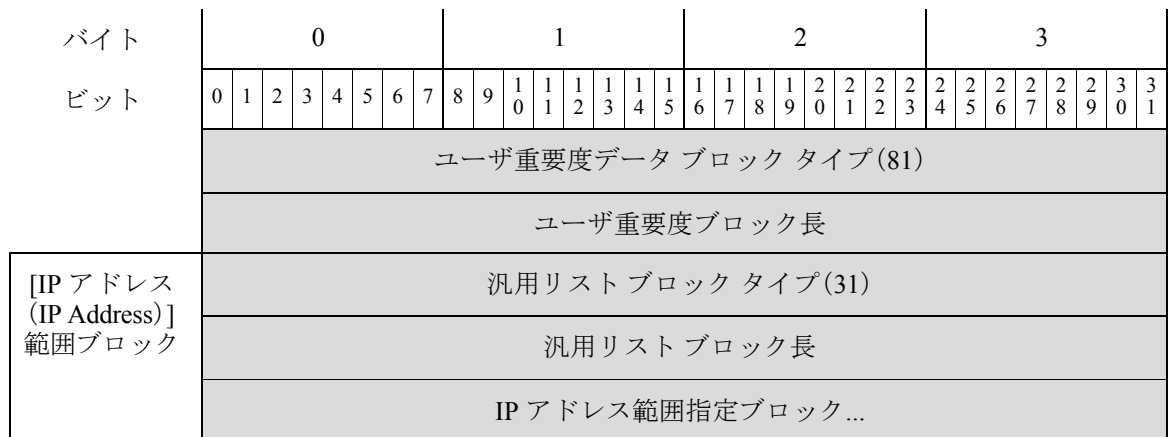 バイト 0 1 2 3
ビット 0 1 2 3 4 5 6 7 8 9 10 11 12 13 14 15 16 17 18 19 20 21 22 23 24 25 26 27 28 29 30 31
ユーザ重要度データ ブロック タイプ(81)
ユーザ重要度ブロック長
[IP アドレス
(IP Address)]
範囲ブロック
汎用リスト ブロック タイプ(31)
汎用リスト ブロック長
IP アドレス範囲指定ブロック...